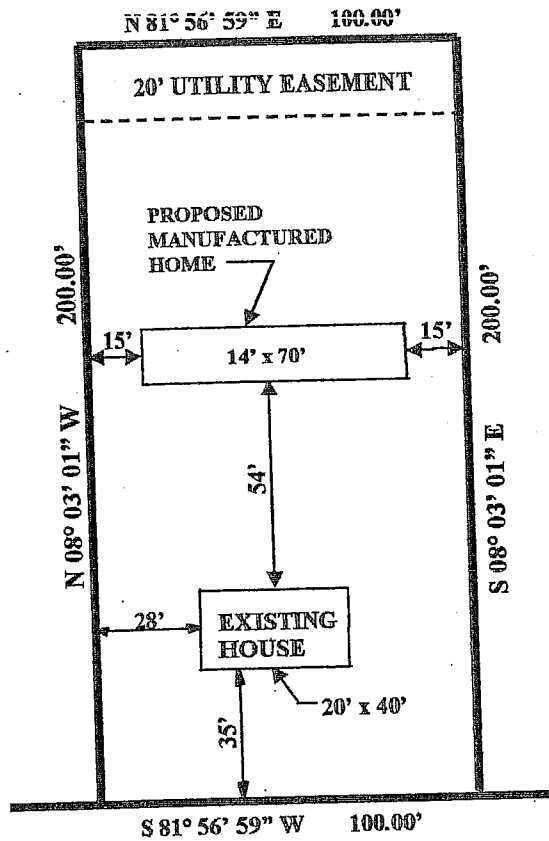 N 81° 56’ 59” E 100.00’
20’ UTILITY EASEMENT
PROPOSED
MANUFACTURED
HOME
200.00’
200.00’
15’
14’ x 70’
15’
N 08° 03’ 01” W
54’
S 08° 03’ 01” E
28’
EXISTING
HOUSE
20’ x 40’
35’
S 81° 56’ 59” W 100.00’